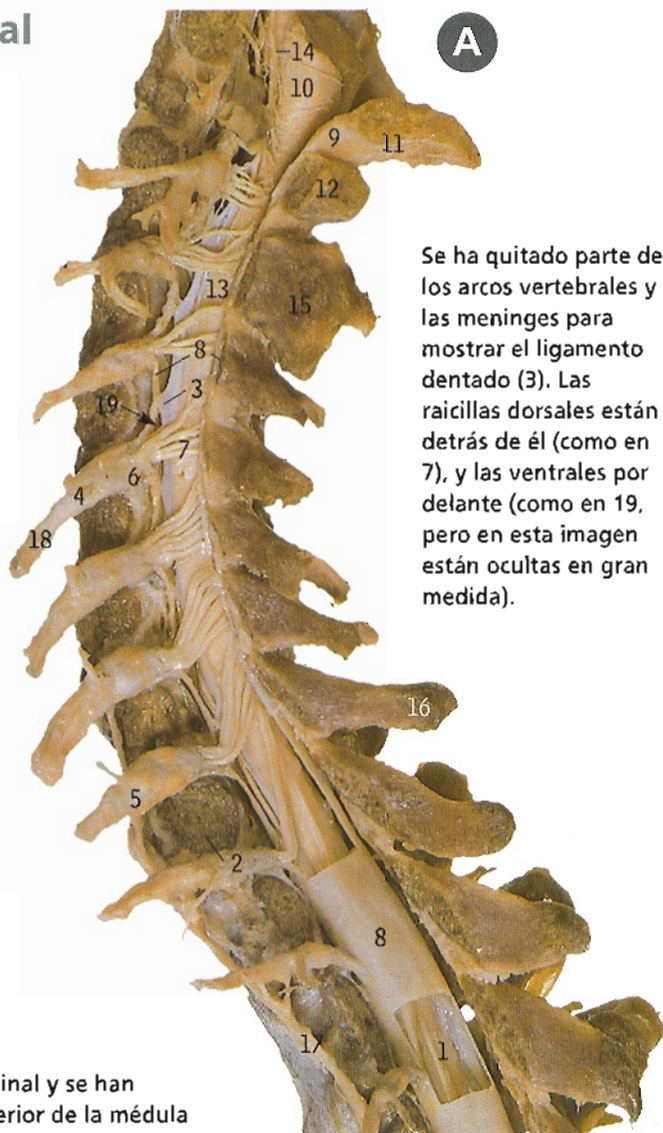 al
A
14
10
9
11
12
13
15
8
3
19
7
6
4
18
16
5
2
8
17
1
Se ha quitado parte de
los arcos vertebrales y
las meninges para
mostrar el ligamento
dentado (3). Las
raicillas dorsales están
detrás de él (como en
7), y las ventrales por
delante (como en 19,
pero en esta imagen
están ocultas en gran
medida).
inal y se han
erior de la médula